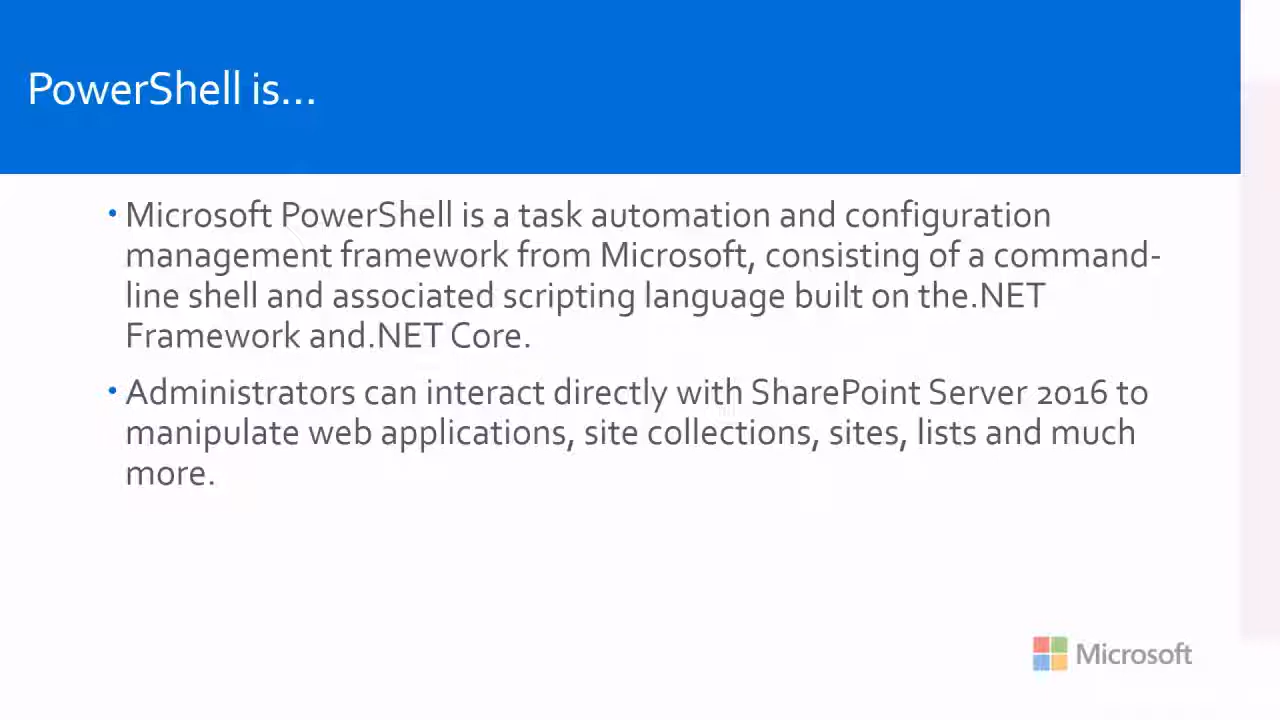 PowerShell is...
• Microsoft PowerShell is a task automation and configuration
management framework from Microsoft, consisting of a command-
line shell and associated scripting language built on the.NET
Framework and.NET Core.
• Administrators can interact directly with SharePoint Server 2016 to
manipulate web applications, site collections, sites, lists and much
more.
Microsoft